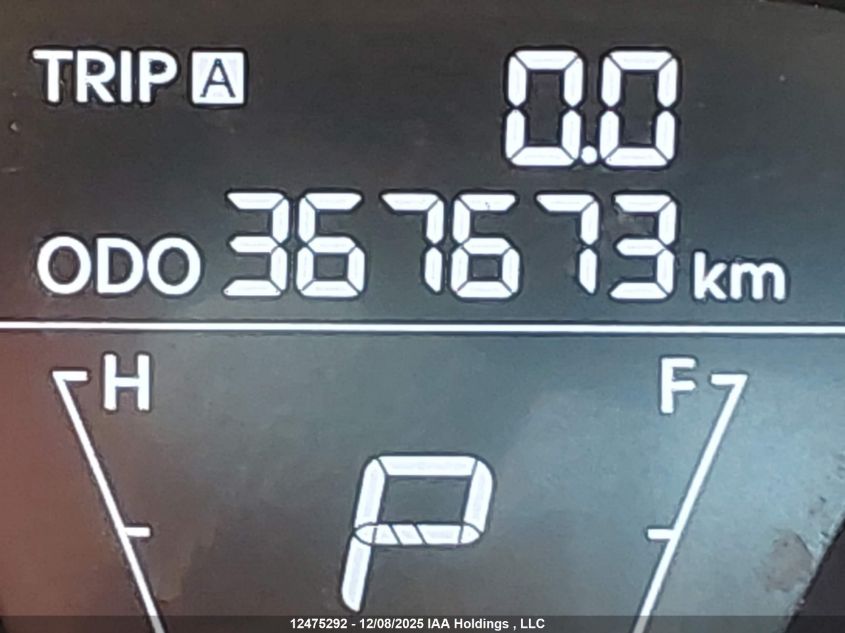 TRIP A 0.0
ODO 367673 km
H F
P
12475292 - 12/08/2025 IAA Holdings , LLC